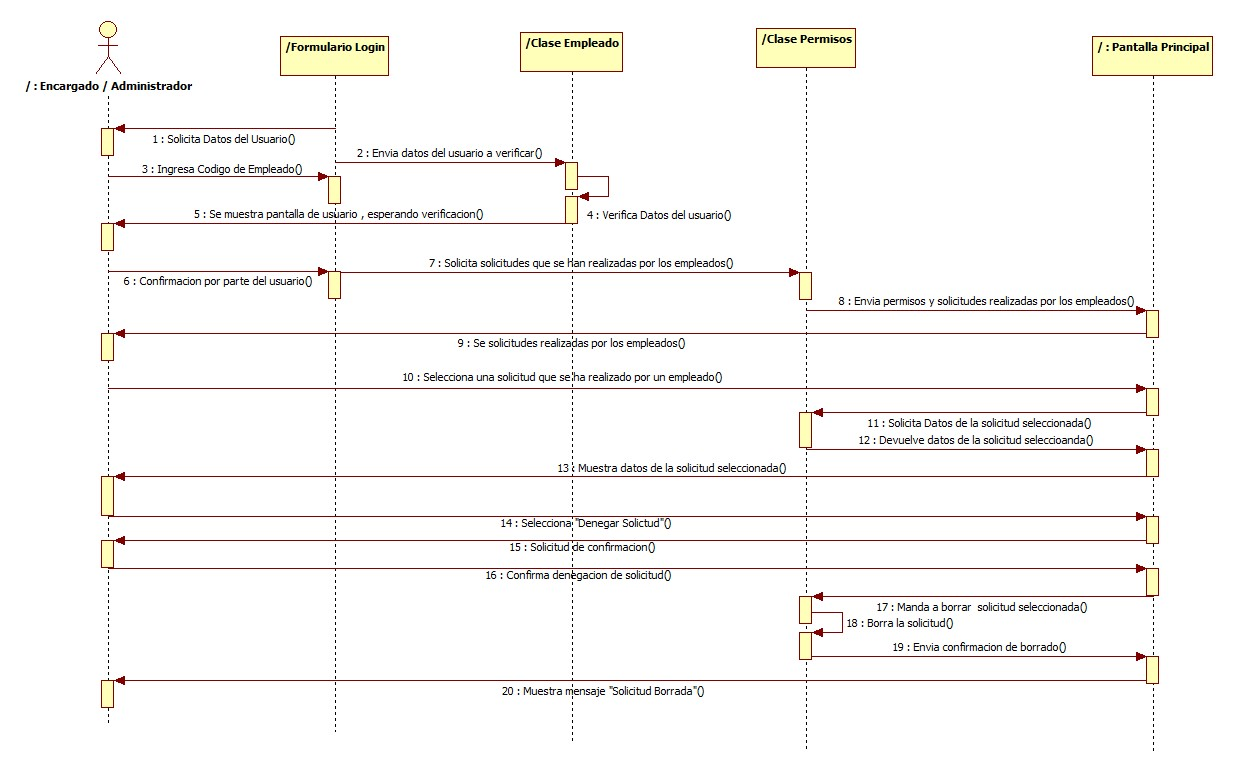 /Formulario Login
/Clase Empleado
/Clase Permisos
/ : Pantalla Principal
/ : Encargado / Administrador
1 : Solicita Datos del Usuario()
2 : Envia datos del usuario a verificar()
3 : Ingresa Codigo de Empleado()
4 : Verifica Datos del usuario()
5 : Se muestra pantalla de usuario , esperando verificacion()
6 : Confirmacion por parte del usuario()
7 : Solicita solicitudes que se han realizadas por los empleados()
8 : Envia permisos y solicitudes realizadas por los empleados()
9 : Se solicitudes realizadas por los empleados()
10 : Selecciona una solicitud que se ha realizado por un empleado()
11 : Solicita Datos de la solicitud seleccionada()
12 : Devuelve datos de la solicitud seleccioanda()
13 : Muestra datos de la solicitud seleccionada()
14 : Selecciona "Denegar Solictud"()
15 : Solicitud de confirmacion()
16 : Confirma denegacion de solicitud()
17 : Manda a borrar  solicitud seleccionada()
18 : Borra la solicitud()
19 : Envia confirmacion de borrado()
20 : Muestra mensaje "Solicitud Borrada"()